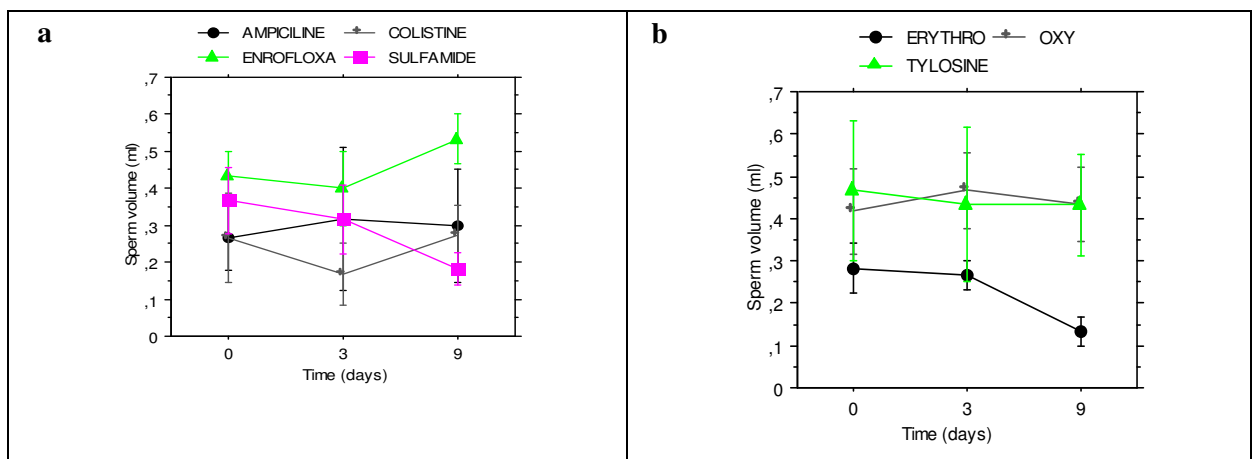 a
AMPICILINE COLISTINE
ENROFLOXA SULFAMIDE
,7
,6
,5
,4
,3
,2
,1
0
Sperm volume (ml)
0 3 9
Time (days)
b
ERYTHRO OXY
TYLOSINE
,7
,6
,5
,4
,3
,2
,1
0
Sperm volume (ml)
0 3 9
Time (days)